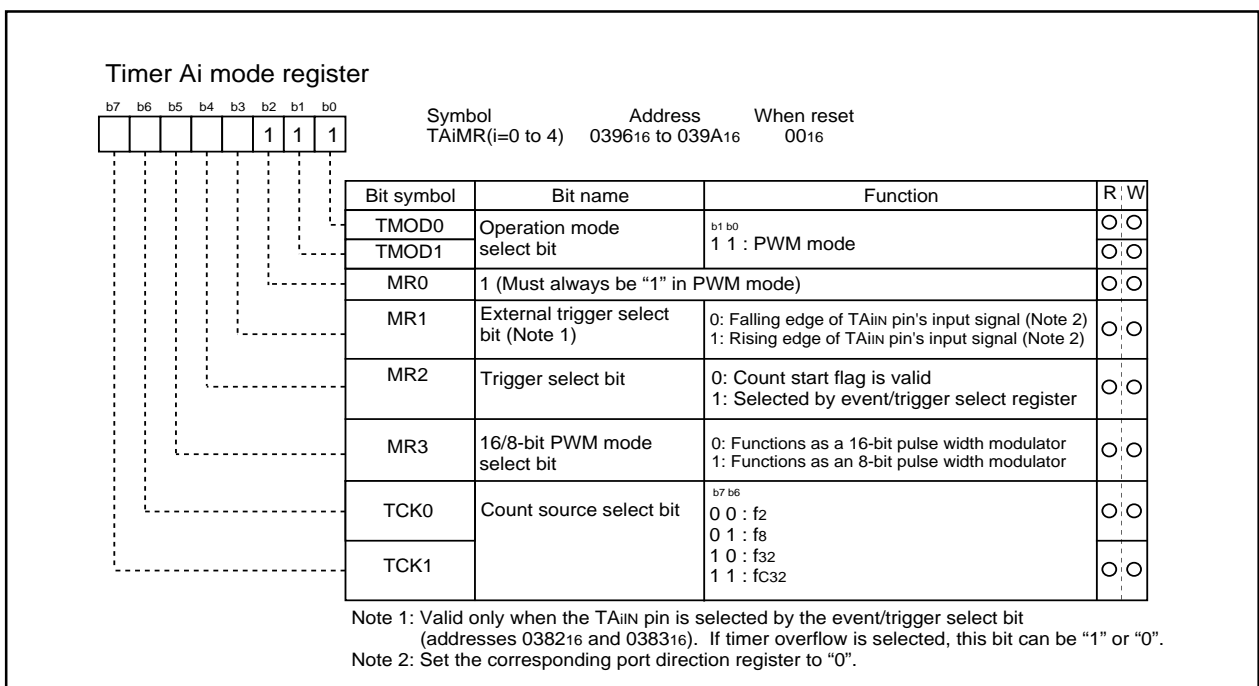 Timer Ai mode register
b7 b6 b5 b4 b3 b2 b1 b0
1 1 1
Symbol Address When reset
TAiMR(i=0 to 4) 039616 to 039A16 0016
Bit symbol Bit name Function R W
TMOD0
TMOD1
Operation mode
select bit
b1 b0
1 1 : PWM mode
MR0 1 (Must always be “1” in PWM mode)
MR1
External trigger select
bit (Note 1)
0: Falling edge of TAiIN pin's input signal (Note 2)
1: Rising edge of TAiIN pin's input signal (Note 2)
MR2 Trigger select bit
0: Count start flag is valid
1: Selected by event/trigger select register
MR3
16/8-bit PWM mode
select bit
0: Functions as a 16-bit pulse width modulator
1: Functions as an 8-bit pulse width modulator
TCK0
TCK1
Count source select bit
b7 b6
0 0 : f2
0 1 : f8
1 0 : f32
1 1 : fC32
Note 1: Valid only when the TAiIN pin is selected by the event/trigger select bit
(addresses 038216 and 038316). If timer overflow is selected, this bit can be “1” or “0”.
Note 2: Set the corresponding port direction register to “0”.